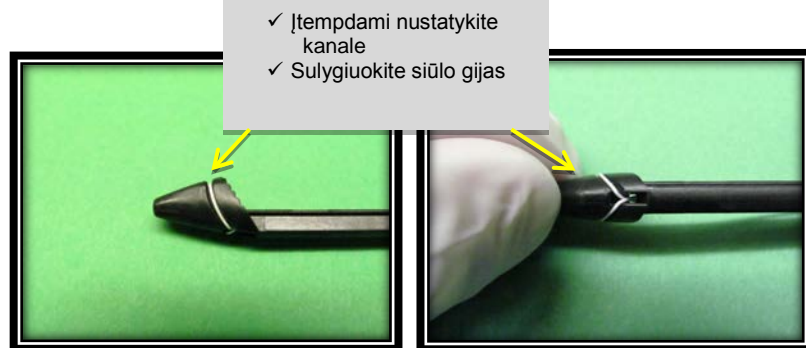 ✓ Įtempdami nustatykite
kanale
✓ Sulygiuokite siūlo gijas